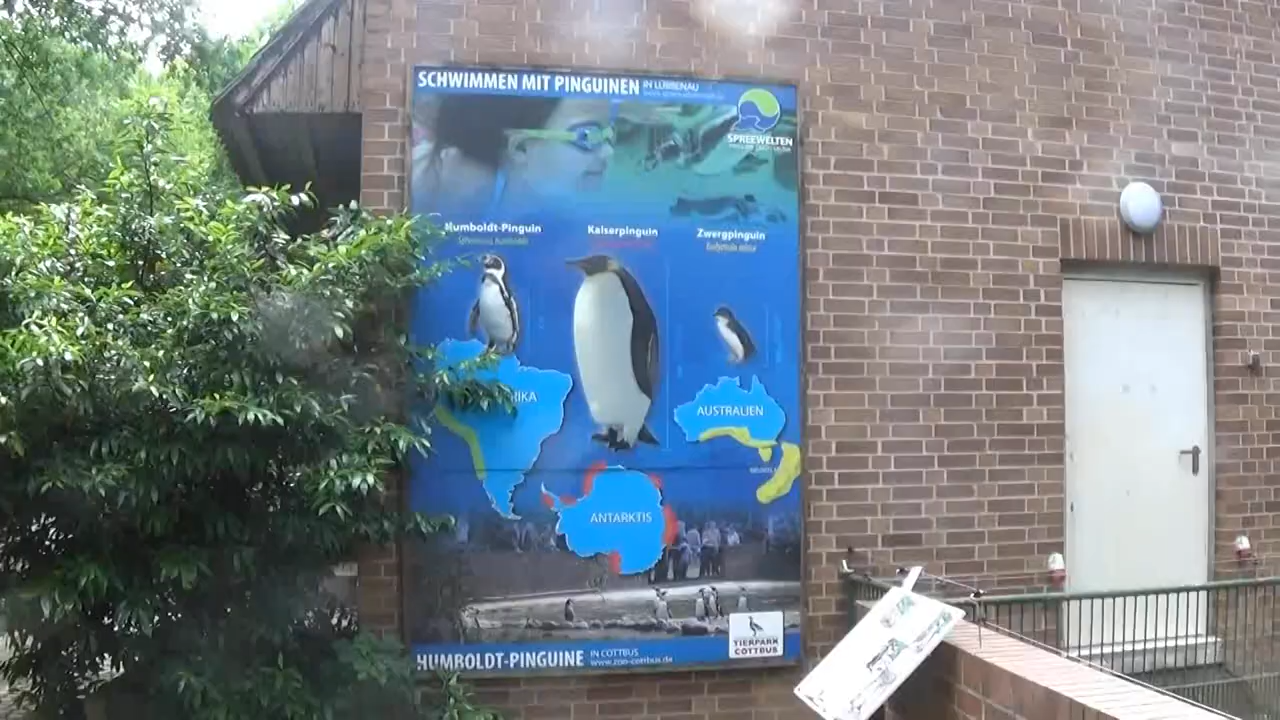 SCHWIMMEN MIT PINGUINEN IN LÜBBENAU
SPREEWELTEN
Humboldt-Pinguin
Kaiserpinguin
Zwergpinguin
RIKA
AUSTRALIEN
ANTARKTIS
TIERPARK
COTTBUS
HUMBOLDT-PINGUINE IN COTTBUS
www.zoo-cottbus.de